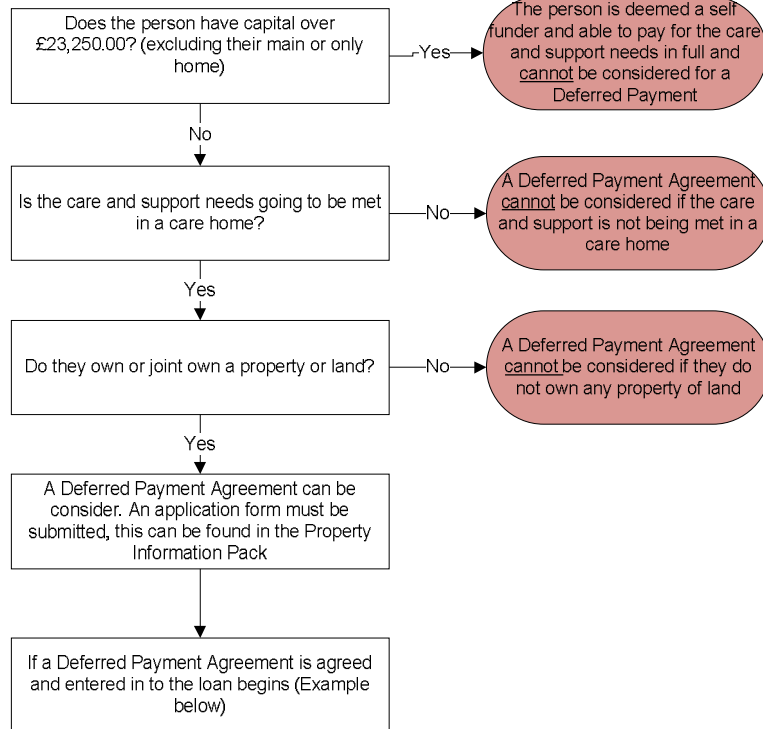 Does the person have capital over
£23,250.00? (excluding their main or only
home)
Yes
The person is deemed a self
funder and able to pay for the care
and support needs in full and
cannot be considered for a
Deferred Payment
No
Is the care and support needs going to be met
in a care home?
No
A Deferred Payment Agreement
cannot be considered if the care
and support is not being met in a
care home
Yes
Do they own or joint own a property or land?
No
A Deferred Payment Agreement
cannot be considered if they do
not own any property of land
Yes
A Deferred Payment Agreement can be
consider. An application form must be
submitted, this can be found in the Property
Information Pack
If a Deferred Payment Agreement is agreed
and entered in to the loan begins (Example
below)